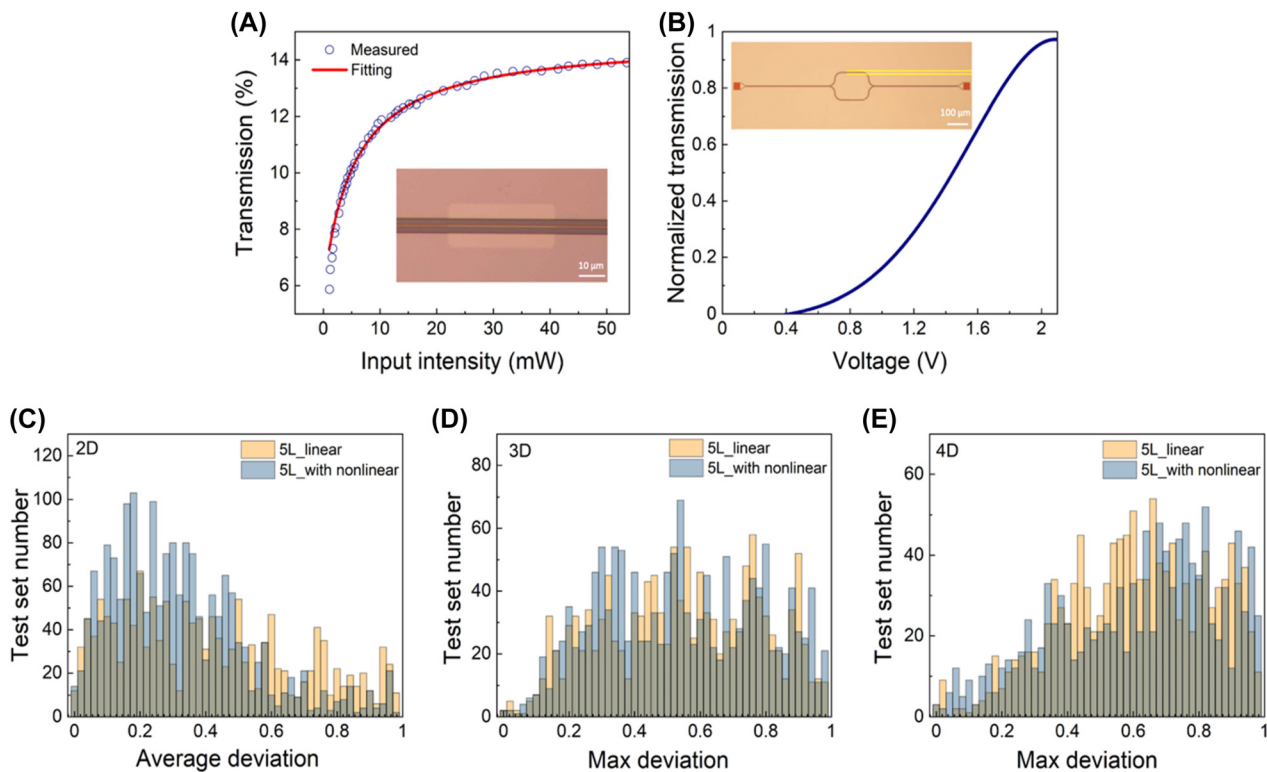 (A)
Transmission (%)
14
12
10
8
6
Measured
Fitting
10 μm
0 10 20 30 40 50
Input intensity (mW)
(B)
Normalized transmission
1
0.8
0.6
0.4
0.2
0
100 μm
0 0.4 0.8 1.2 1.6 2
Voltage (V)
(C)
2D
Test set number
120
100
80
60
40
20
0
5L_linear
5L_with nonlinear
0 0.2 0.4 0.6 0.8 1
Average deviation
(D)
3D
Test set number
80
60
40
20
0
5L_linear
5L_with nonlinear
0 0.2 0.4 0.6 0.8 1
Max deviation
(E)
4D
Test set number
60
40
20
0
5L_linear
5L_with nonlinear
0 0.2 0.4 0.6 0.8 1
Max deviation